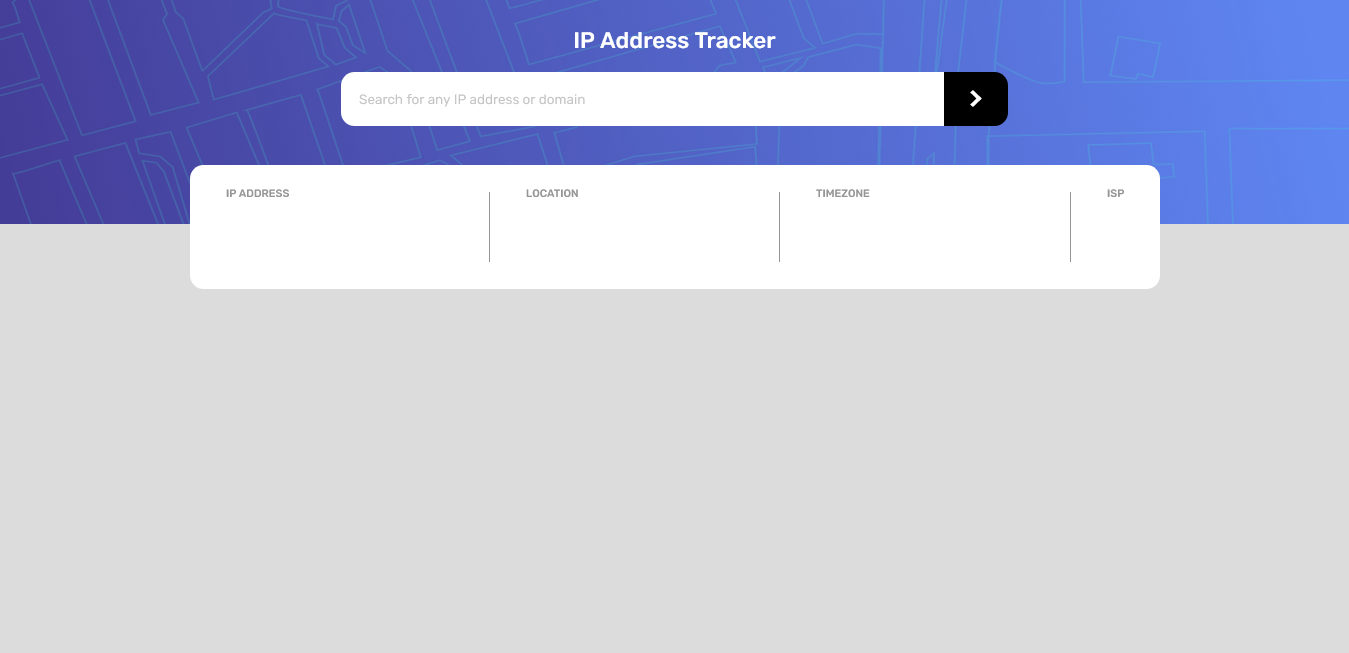 IP Address Tracker
Search for any IP address or domain
IP ADDRESS
LOCATION
TIMEZONE
ISP